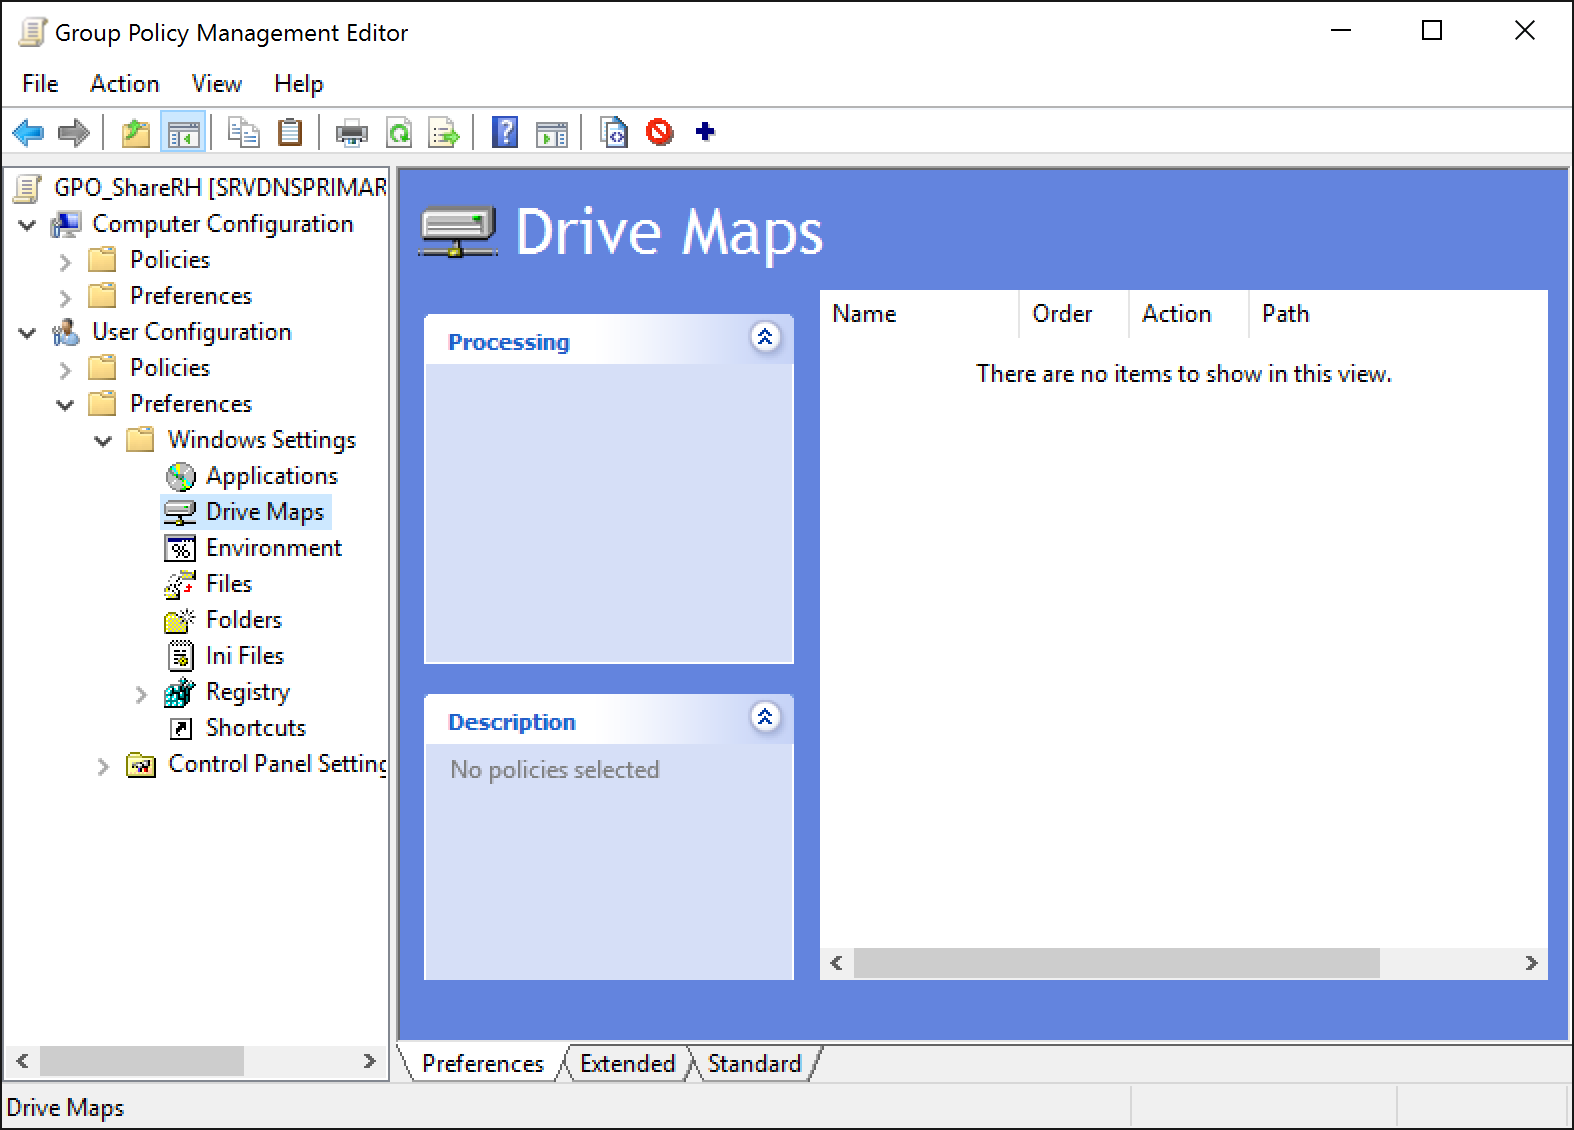 Group Policy Management Editor
File Action View Help
GPO_ShareRH [SRVDNSPRIMAR
Computer Configuration
Policies
Preferences
User Configuration
Policies
Preferences
Windows Settings
Applications
Drive Maps
Environment
Files
Folders
Ini Files
Registry
Shortcuts
Control Panel Setting
Drive Maps
Processing
Description
No policies selected
Name Order Action Path
There are no items to show in this view.
Preferences Extended Standard
Drive Maps